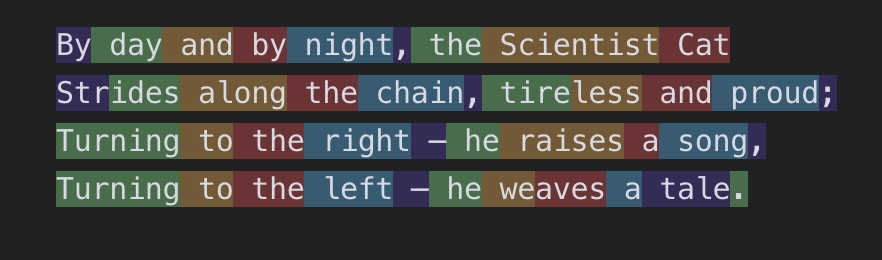 By day and by night, the Scientist Cat
Strides along the chain, tireless and proud;
Turning to the right — he raises a song,
Turning to the left — he weaves a tale.